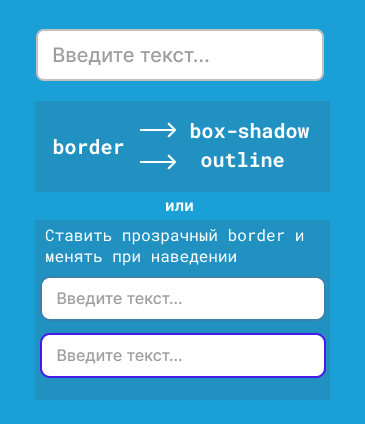 Введите текст...
border
box-shadow
outline
или
Ставить прозрачный border и
менять при наведении
Введите текст...
Введите текст...